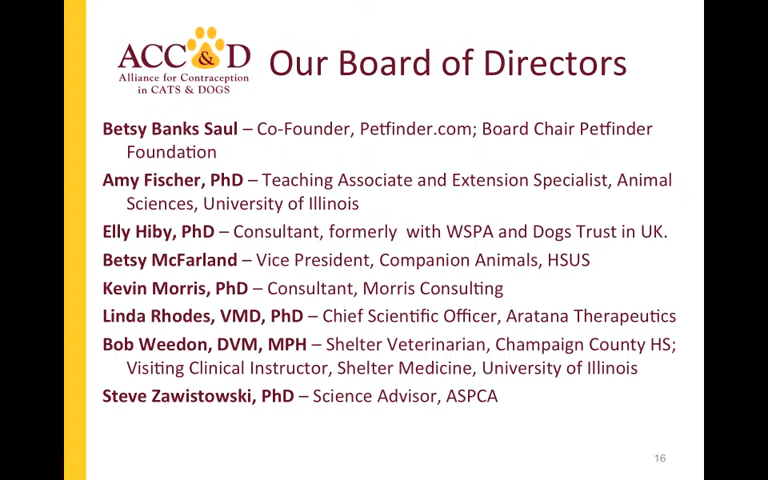 ACC&D
Alliance for Contraception
in CATS & DOGS
Our Board of Directors
Betsy Banks Saul – Co-Founder, Petfinder.com; Board Chair Petfinder
Foundation
Amy Fischer, PhD – Teaching Associate and Extension Specialist, Animal
Sciences, University of Illinois
Elly Hiby, PhD – Consultant, formerly  with WSPA and Dogs Trust in UK.
Betsy McFarland – Vice President, Companion Animals, HSUS
Kevin Morris, PhD – Consultant, Morris Consulting
Linda Rhodes, VMD, PhD – Chief Scientific Officer, Aratana Therapeutics
Bob Weedon, DVM, MPH – Shelter Veterinarian, Champaign County HS;
Visiting Clinical Instructor, Shelter Medicine, University of Illinois
Steve Zawistowski, PhD – Science Advisor, ASPCA
16